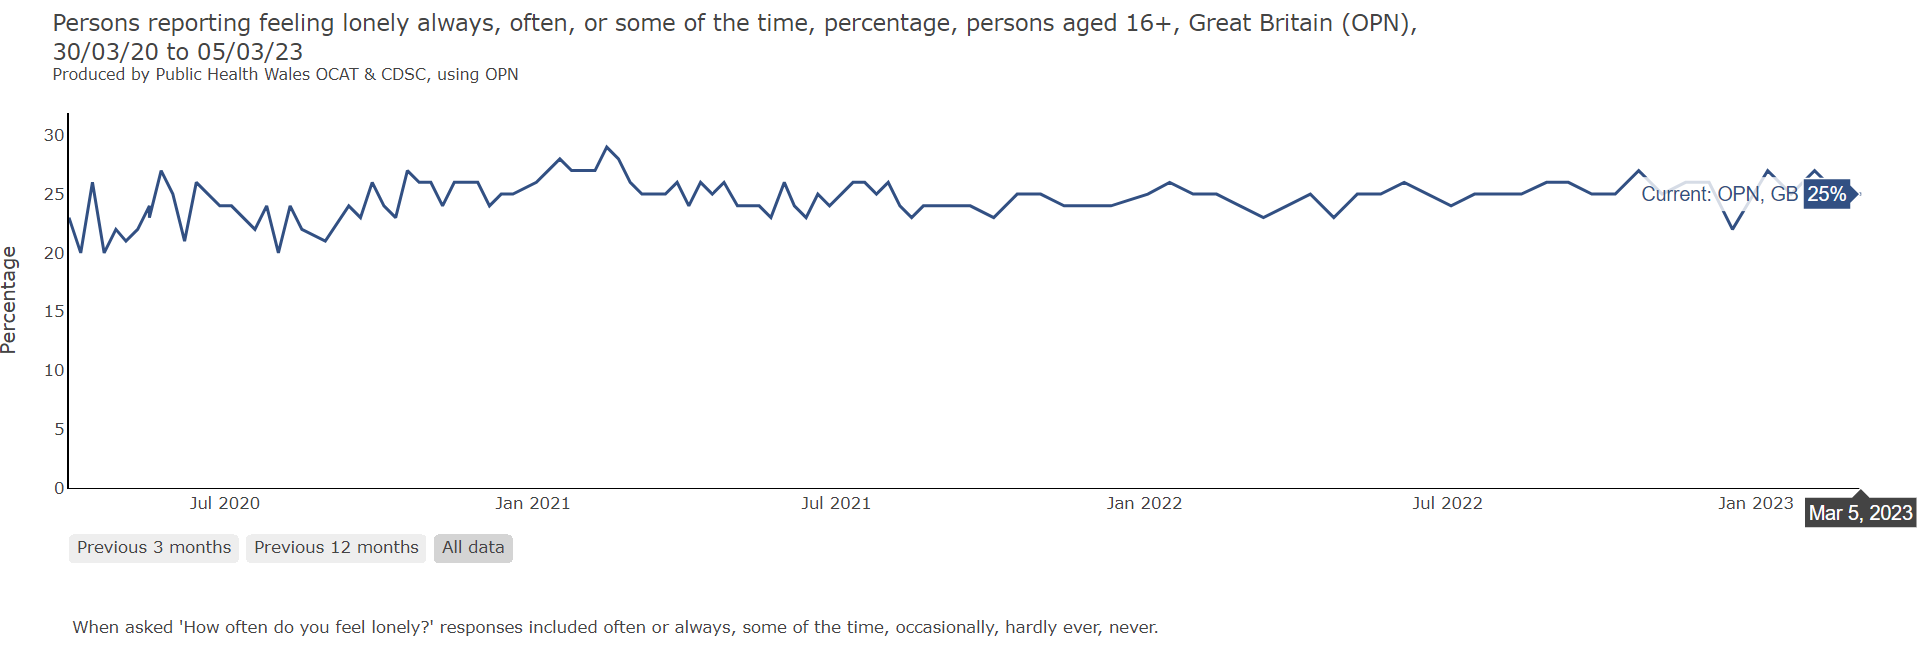 Persons reporting feeling lonely always, often, or some of the time, percentage, persons aged 16+, Great Britain (OPN),
30/03/20 to 05/03/23
Produced by Public Health Wales OCAT & CDSC, using OPN
Percentage
30
25
20
15
10
5
0
Current: OPN, GB 25%
Jul 2020
Jan 2021
Jul 2021
Jan 2022
Jul 2022
Jan 2023
Mar 5, 2023
Previous 3 months
Previous 12 months
All data
When asked 'How often do you feel lonely?' responses included often or always, some of the time, occasionally, hardly ever, never.